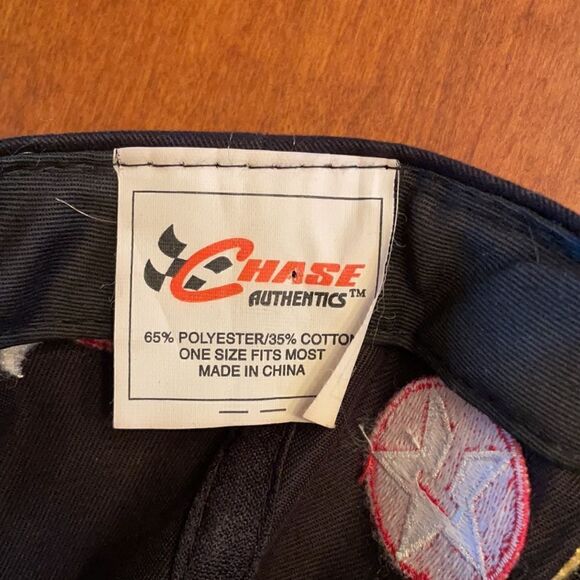 CHASE
AUTHENTICS™
65% POLYESTER/35% COTTON
ONE SIZE FITS MOST
MADE IN CHINA